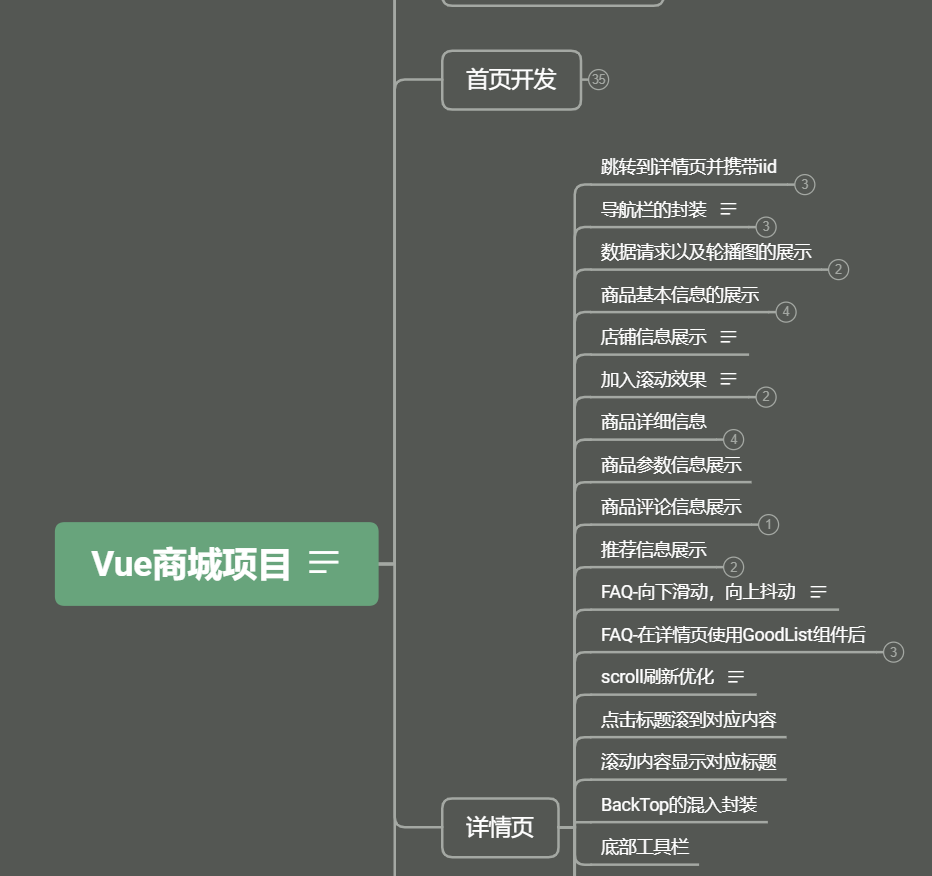 首页开发
35
跳转到详情页并携带iid
3
导航栏的封装
3
数据请求以及轮播图的展示
2
商品基本信息的展示
4
店铺信息展示
加入滚动效果
2
商品详细信息
4
商品参数信息展示
商品评论信息展示
1
推荐信息展示
2
Vue商城项目
FAQ-向下滑动，向上抖动
FAQ-在详情页使用GoodList组件后
3
scroll刷新优化
点击标题滚到对应内容
滚动内容显示对应标题
BackTop的混入封装
详情页
底部工具栏